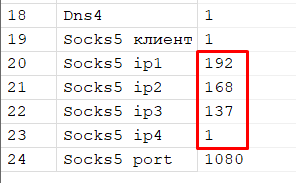 18 Dns4 1
19 Socks5 клиент 1
20 Socks5 ip1 192
21 Socks5 ip2 168
22 Socks5 ip3 137
23 Socks5 ip4 1
24 Socks5 port 1080